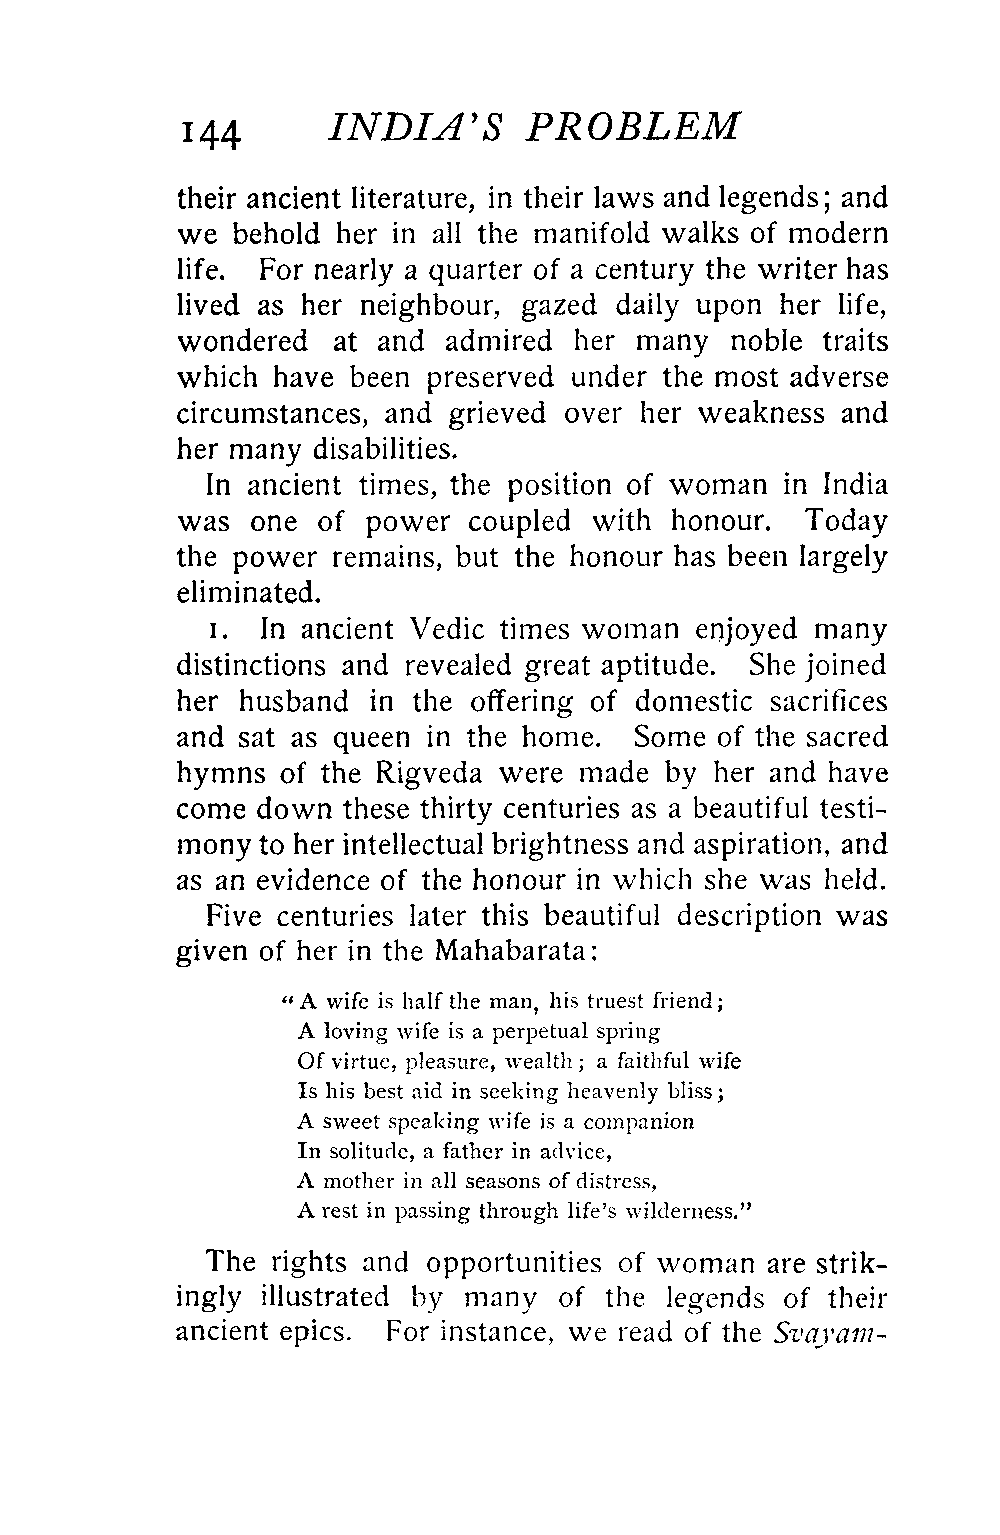 144 INDIA'S PROBLEM
their ancient literature, in their laws and legends; and
we behold her in all the manifold walks of modern
life. For nearly a quarter of a century the writer has
lived as her neighbour, gazed daily upon her life,
wondered at and admired her many noble traits
which have been preserved under the most adverse
circumstances, and grieved over her weakness and
her many disabilities.
In ancient times, the position of woman in India
was one of power coupled with honour. Today
the power remains, but the honour has been largely
eliminated.
1. In ancient Vedic times woman enjoyed many
distinctions and revealed great aptitude. She joined
her husband in the offering of domestic sacrifices
and sat as queen in the home. Some of the sacred
hymns of the Rigveda were made by her and have
come down these thirty centuries as a beautiful testi-
mony to her intellectual brightness and aspiration, and
as an evidence of the honour in which she was held.
Five centuries later this beautiful description was
given of her in the Mahabarata:
"A wife is half the man, his truest friend;
A loving wife is a perpetual spring
Of virtue, pleasure, wealth; a faithful wife
Is his best aid in seeking heavenly bliss;
A sweet speaking wife is a companion
In solitude, a father in advice,
A mother in all seasons of distress,
A rest in passing through life's wilderness."
The rights and opportunities of woman are strik-
ingly illustrated by many of the legends of their
ancient epics. For instance, we read of the Svayam-